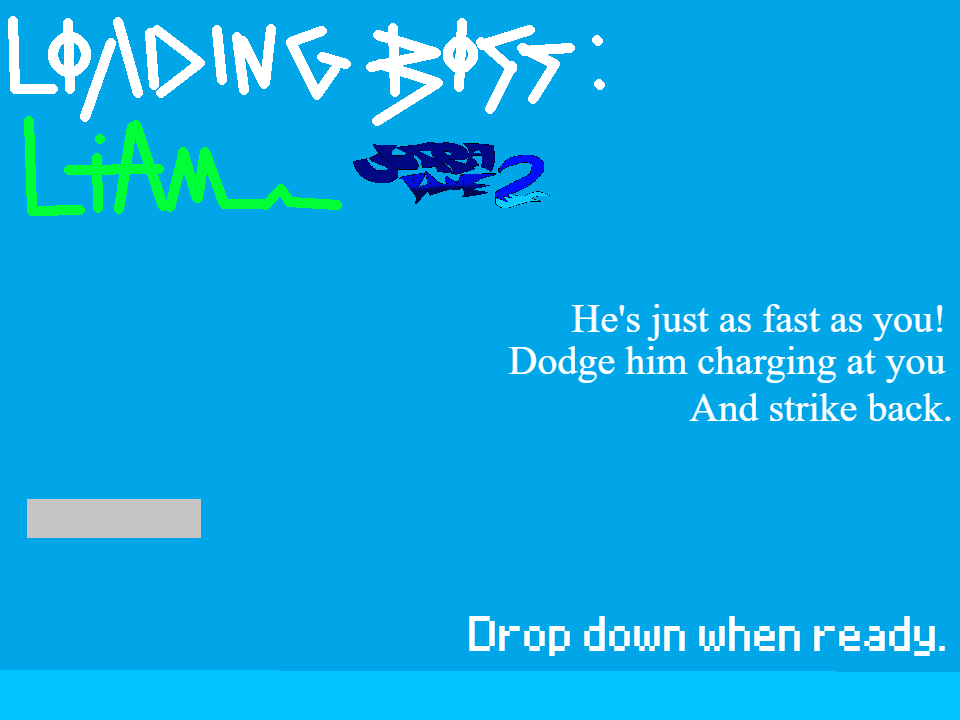 LOADING BOSS:
LiAM
2
He's just as fast as you!
Dodge him charging at you
And strike back.
Drop down when ready.